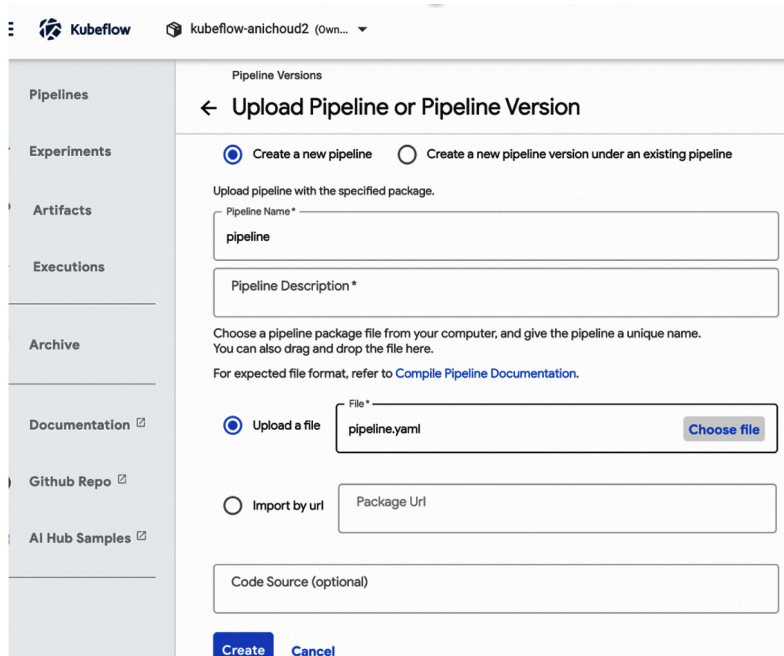 Kubeflow
kubeflow-anichoud2 (Own...
Pipelines
Experiments
Artifacts
Executions
Archive
Documentation
Github Repo
AI Hub Samples
Pipeline Versions
Upload Pipeline or Pipeline Version
Create a new pipeline
Create a new pipeline version under an existing pipeline
Upload pipeline with the specified package.
Pipeline Name*
pipeline
Pipeline Description*
Choose a pipeline package file from your computer, and give the pipeline a unique name.
You can also drag and drop the file here.
For expected file format, refer to Compile Pipeline Documentation.
Upload a file
File*
pipeline.yaml
Choose file
Import by url
Package Url
Code Source (optional)
Create
Cancel